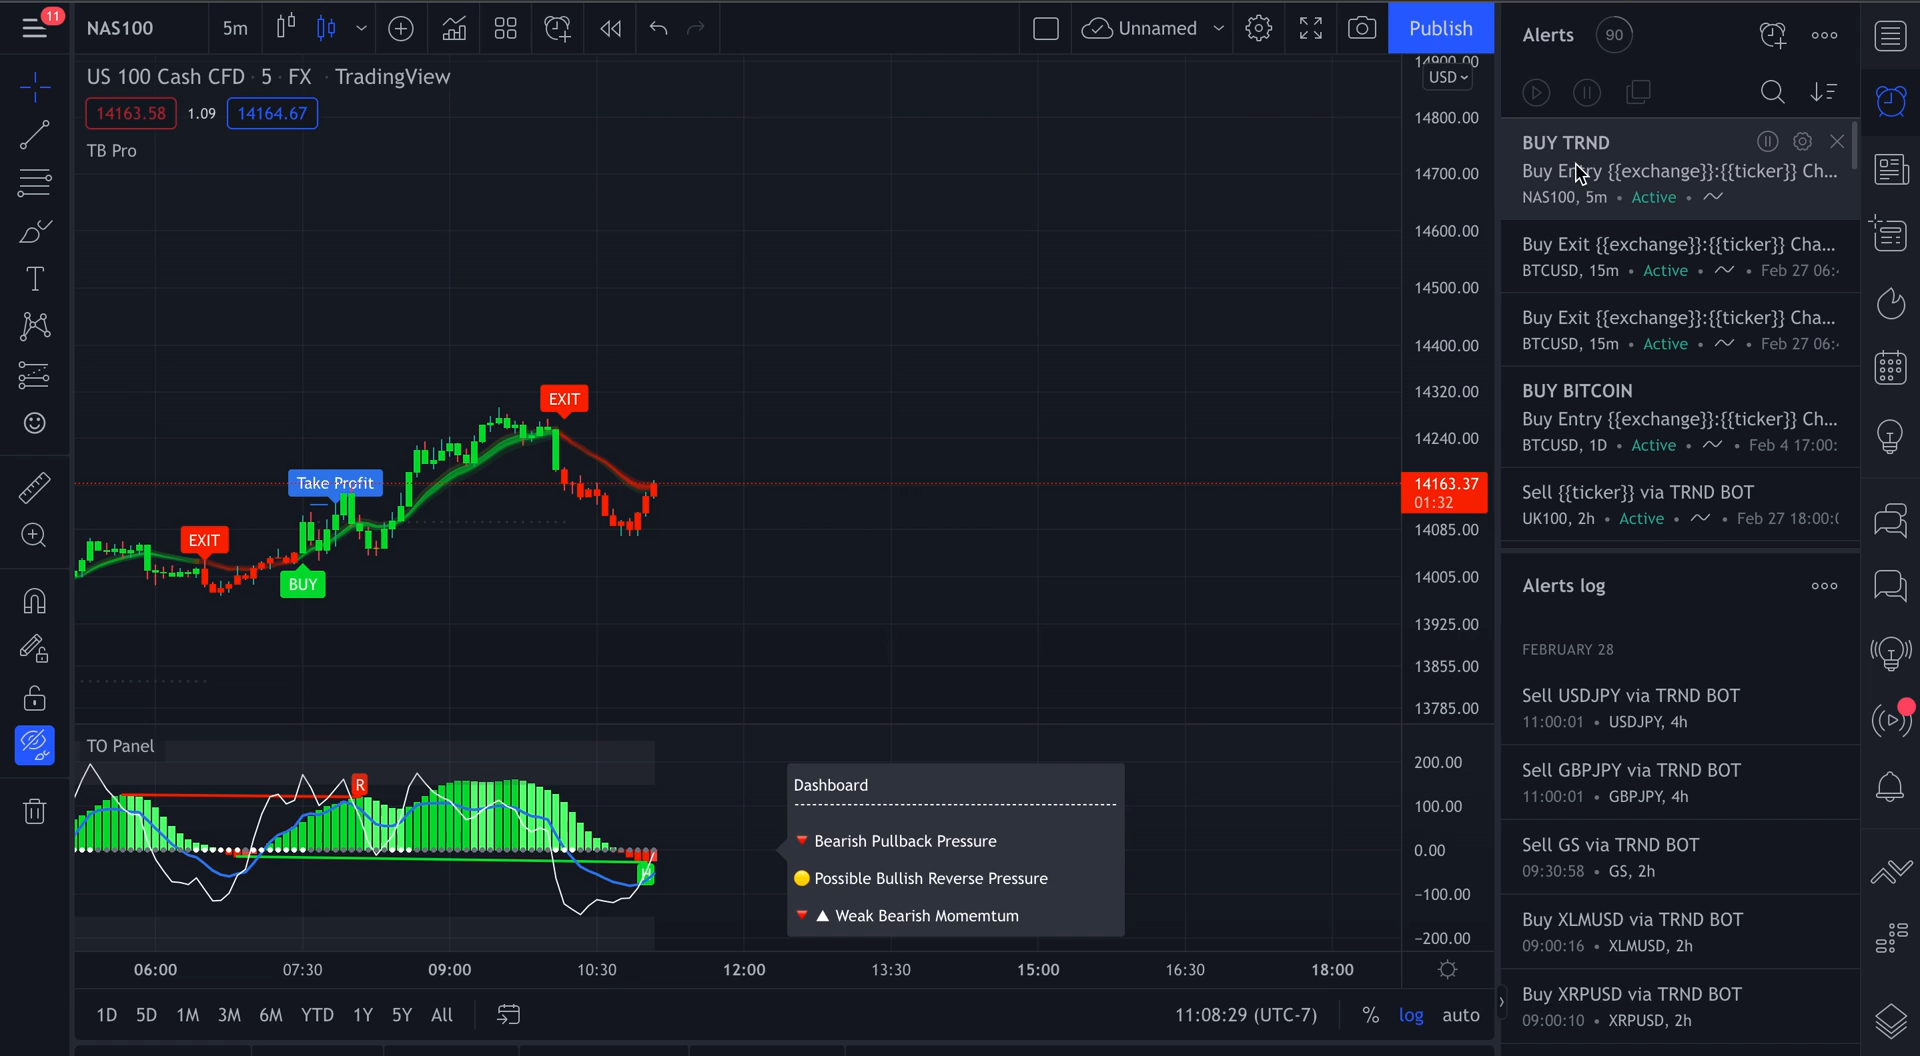 11
NAS100
5m
Unnamed
Publish
US 100 Cash CFD · 5 · FX · TradingView
14163.58
1.09
14164.67
TB Pro
EXIT
BUY
Take Profit
EXIT
14900.00
USD
14800.00
14700.00
14600.00
14500.00
14400.00
14320.00
14240.00
14163.37
01:32
14085.00
14005.00
13925.00
13855.00
13785.00
TO Panel
R
Dashboard
Bearish Pullback Pressure
Possible Bullish Reverse Pressure
Weak Bearish Momemtum
200.00
100.00
0.00
−100.00
−200.00
06:00
07:30
09:00
10:30
12:00
13:30
15:00
16:30
18:00
1D
5D
1M
3M
6M
YTD
1Y
5Y
All
11:08:29 (UTC-7)
%
log
auto
Alerts
90
BUY TRND
Buy Entry {{exchange}}:{{ticker}} Ch...
NAS100, 5m • Active •
Buy Exit {{exchange}}:{{ticker}} Cha...
BTCUSD, 15m • Active • • Feb 27 06:
Buy Exit {{exchange}}:{{ticker}} Cha...
BTCUSD, 15m • Active • • Feb 27 06:
BUY BITCOIN
Buy Entry {{exchange}}:{{ticker}} Ch...
BTCUSD, 1D • Active • • Feb 4 17:00:
Sell {{ticker}} via TRND BOT
UK100, 2h • Active • • Feb 27 18:00:
Alerts log
FEBRUARY 28
Sell USDJPY via TRND BOT
11:00:01 • USDJPY, 4h
Sell GBPJPY via TRND BOT
11:00:01 • GBPJPY, 4h
Sell GS via TRND BOT
09:30:58 • GS, 2h
Buy XLMUSD via TRND BOT
09:00:16 • XLMUSD, 2h
Buy XRPUSD via TRND BOT
09:00:10 • XRPUSD, 2h